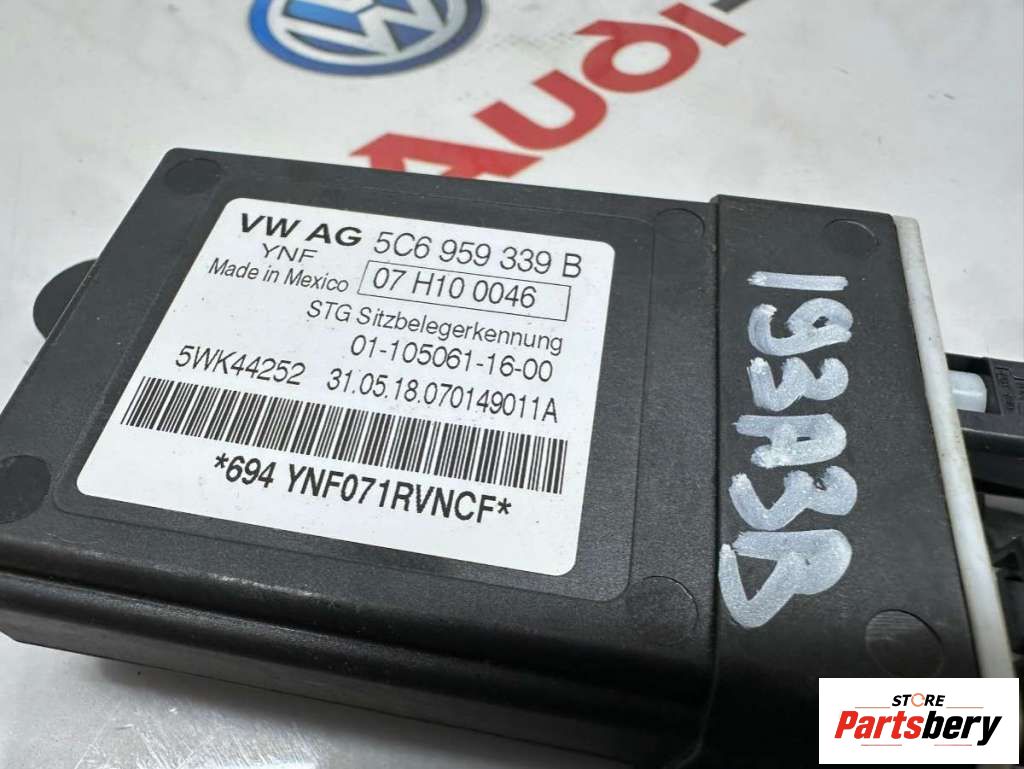 Audi
VW AG 5C6 959 339 B
YNF
Made in Mexico 07 H10 0046
STG Sitzbelegerkennung
01-105061-16-00
5WK44252 31.05.18.070149011A
*694 YNF071RVNCF*
193A3B
STORE
Partsbery